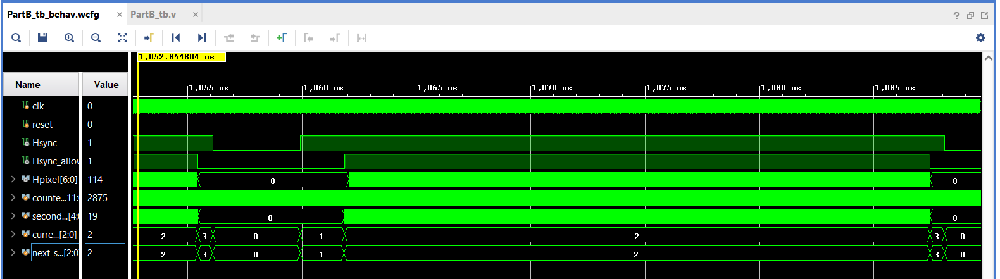 PartB_tb_behav.wcfg × PartB_tb.v ×
?
1,052.854804 us
Name Value
1,055 us 1,060 us 1,065 us 1,070 us 1,075 us 1,080 us 1,085 us
clk 0
reset 0
Hsync 1
Hsync_allow 1
Hpixel[6:0] 114 0 0
counte...11: 2875
second...[4:0 19 0 0
curre...[2:0] 2 2 3 0 1 2 3 0
next_s...[2:0 2 2 3 0 1 2 3 0